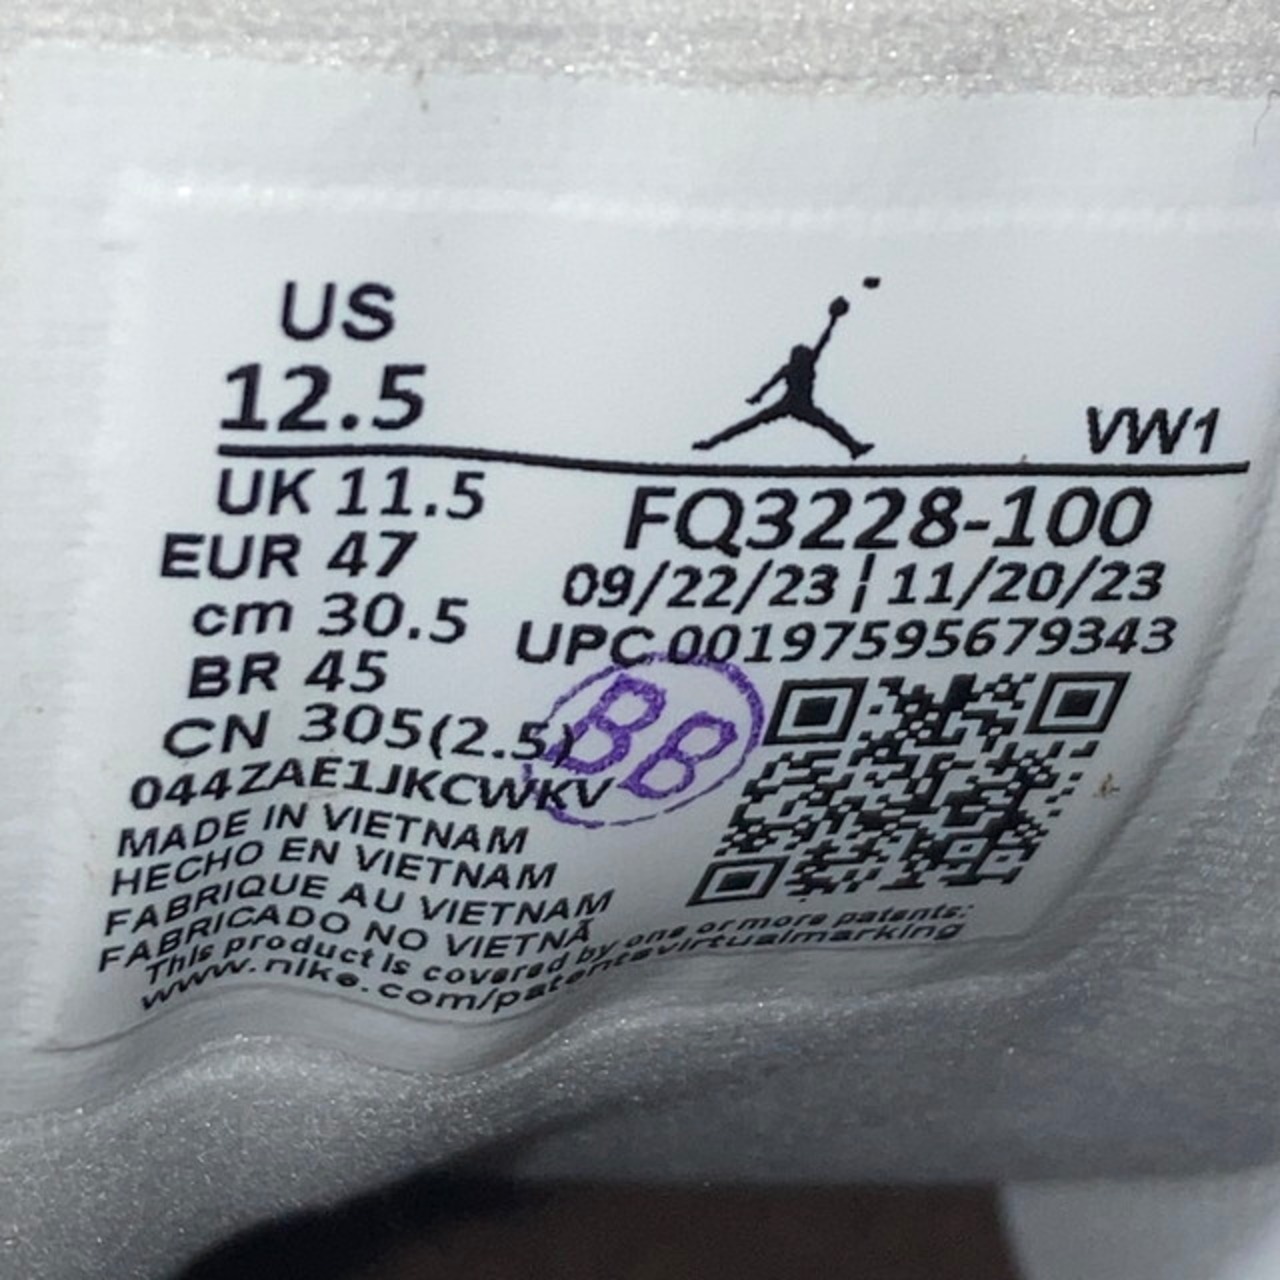 US
12.5
VW1
UK 11.5
EUR 47
cm 30.5
BR 45
CN 305(2.5)
FQ3228-100
09/22/23 | 11/20/23
UPC 00197595679343
BB
044ZAE1JKCWKV
MADE IN VIETNAM
HECHO EN VIETNAM
FABRIQUE AU VIETNAM
FABRICADO NO VIETNÃ
This product is covered by one or more patents:
www.nike.com/patentsvirtualmarking